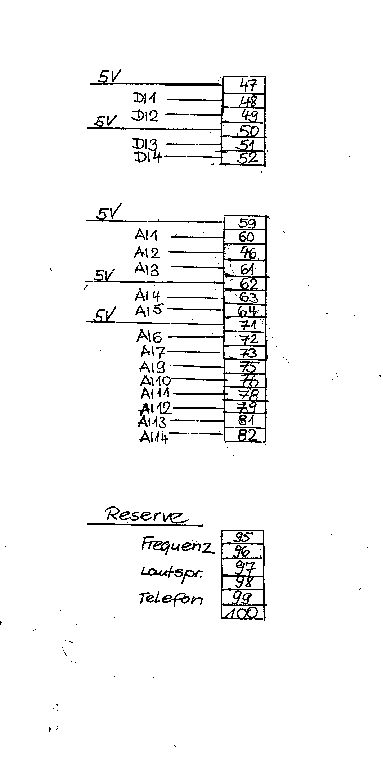 5V 47
DI1 48
DI2 49
5V 50
DI3 51
DI4 52
5V 59
AI1 60
AI2 46
AI3 61
5V 62
AI4 63
AI5 64
5V 71
AI6 72
AI7 73
AI9 75
AI10 76
AI11 78
AI12 79
AI13 81
AI14 82
Reserve
95
Frequenz 96
Lautspr. 97
98
Telefon 99
100